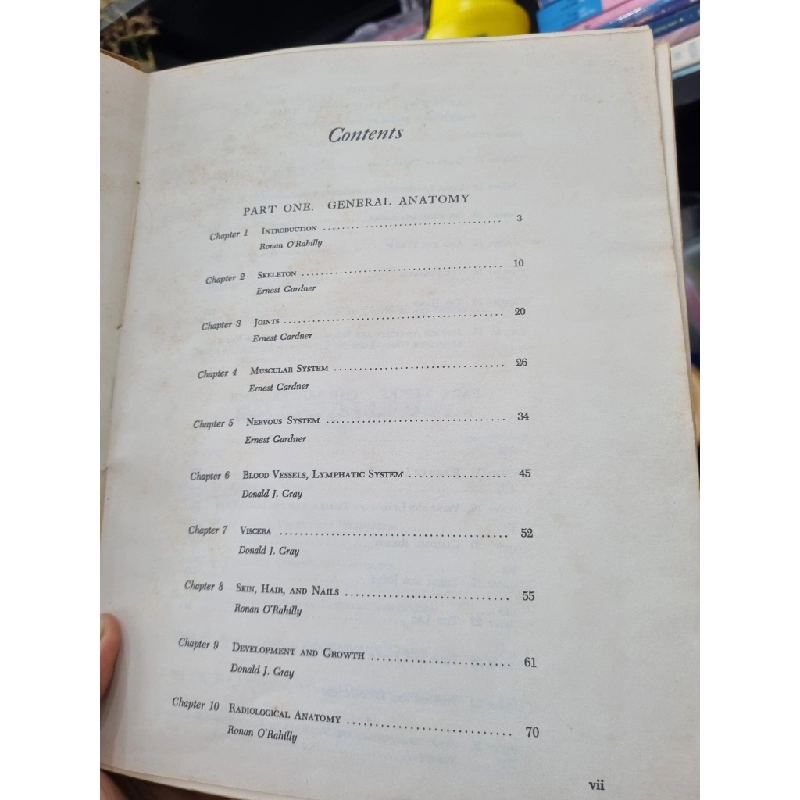 Contents
PART ONE. GENERAL ANATOMY
Chapter 1 INTRODUCTION 3
Ronan O'Rahilly
Chapter 2 SKELETON 10
Ernest Gardner
Chapter 3 JOINTS 20
Ernest Gardner
Chapter 4 MUSCULAR SYSTEM 26
Ernest Gardner
Chapter 5 NERVOUS SYSTEM 34
Ernest Gardner
Chapter 6 BLOOD VESSELS, LYMPHATIC SYSTEM 45
Donald J. Gray
Chapter 7 VISCERA 52
Donald J. Gray
Chapter 8 SKIN, HAIR, AND NAILS 55
Ronan O'Rahilly
Chapter 9 DEVELOPMENT AND GROWTH 61
Donald J. Gray
Chapter 10 RADIOLOGICAL ANATOMY 70
Ronan O'Rahilly
vii